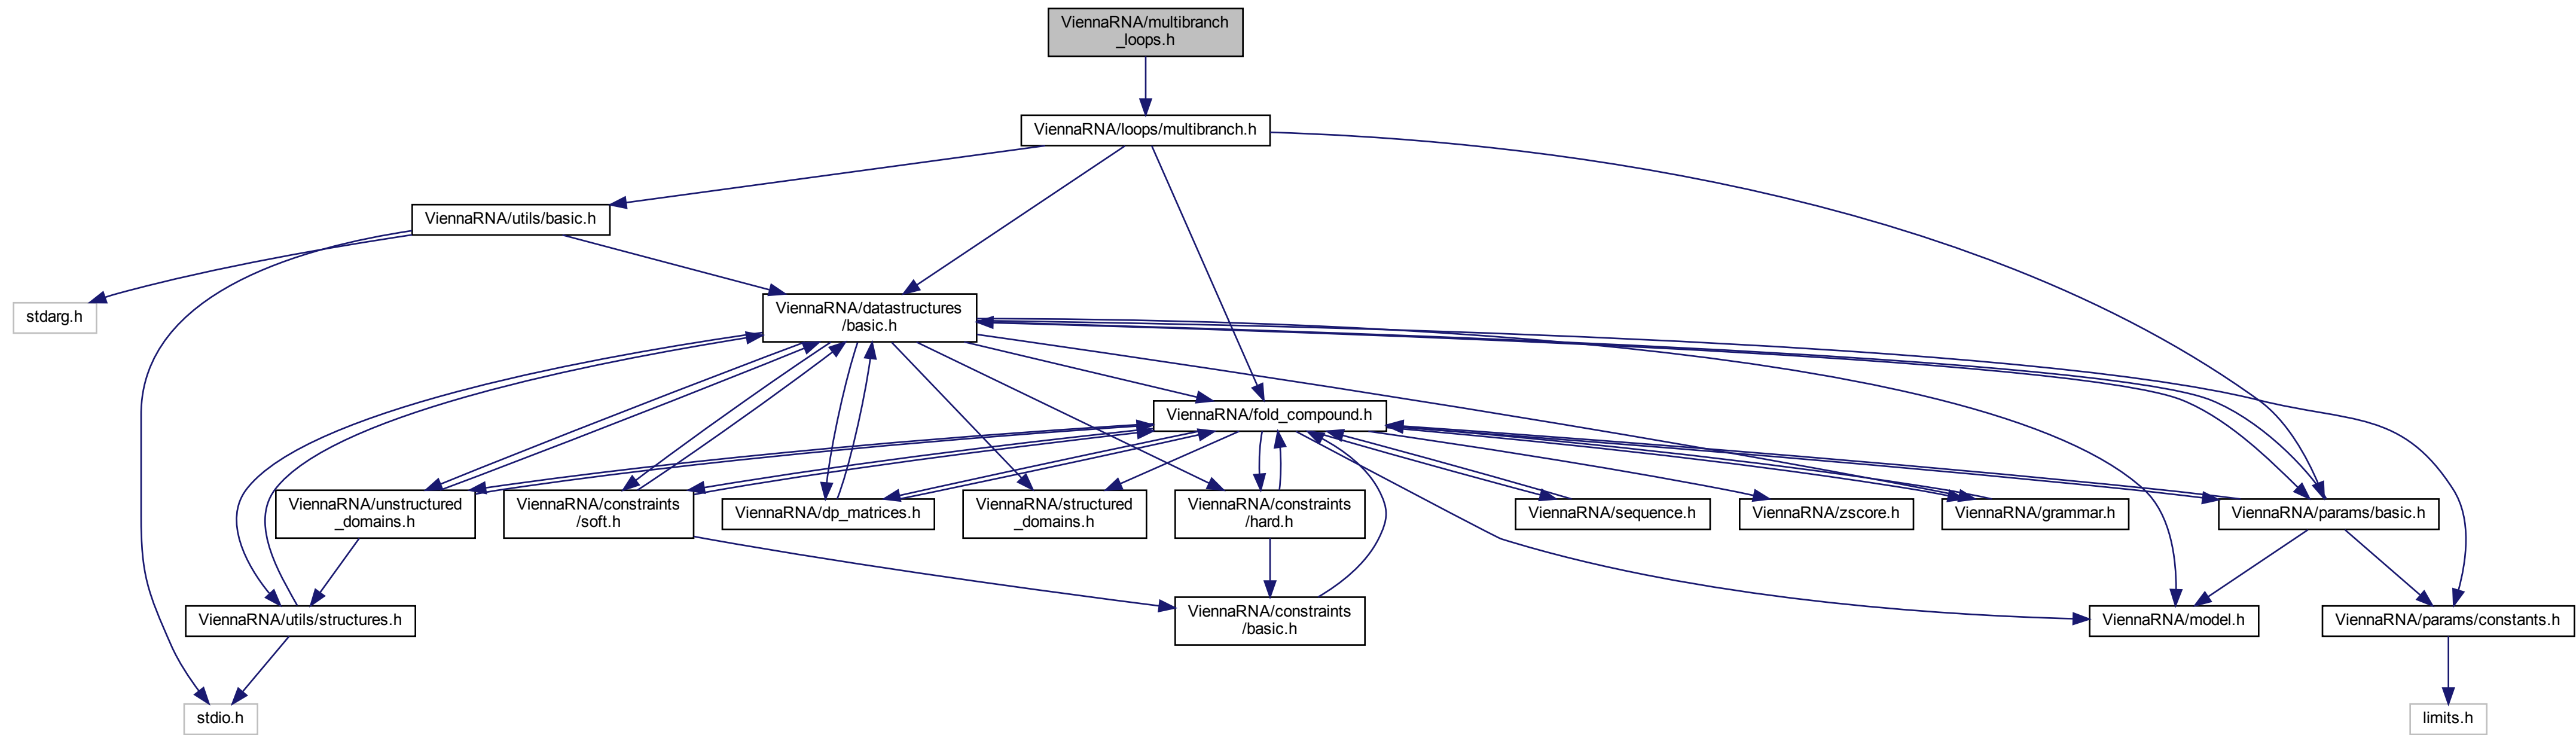 ViennaRNA/multibranch
_loops.h
ViennaRNA/loops/multibranch.h
ViennaRNA/utils/basic.h
stdarg.h
ViennaRNA/datastructures
/basic.h
ViennaRNA/fold_compound.h
ViennaRNA/unstructured
_domains.h
ViennaRNA/constraints
/soft.h
ViennaRNA/dp_matrices.h
ViennaRNA/structured
_domains.h
ViennaRNA/constraints
/hard.h
ViennaRNA/sequence.h
ViennaRNA/zscore.h
ViennaRNA/grammar.h
ViennaRNA/params/basic.h
ViennaRNA/utils/structures.h
ViennaRNA/constraints
/basic.h
ViennaRNA/model.h
ViennaRNA/params/constants.h
stdio.h
limits.h